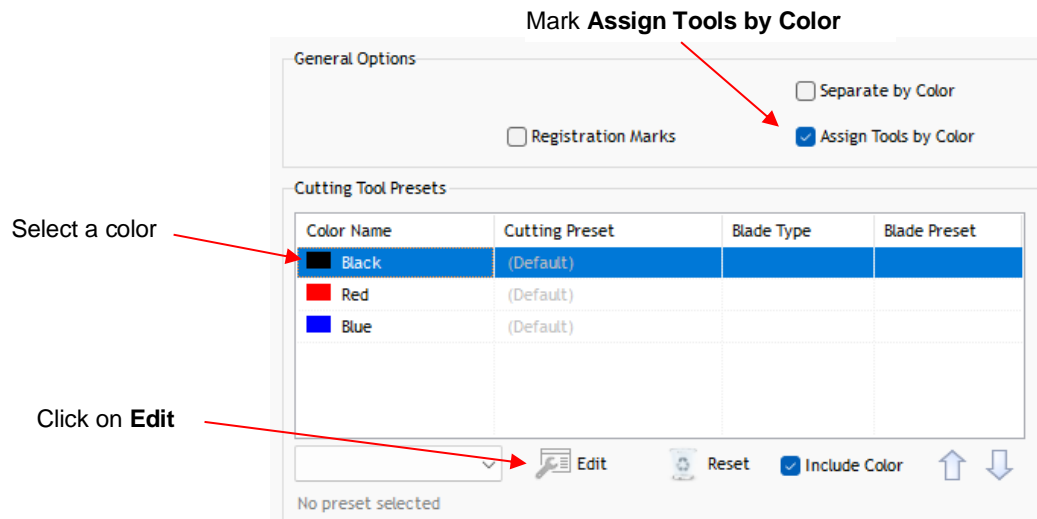 Mark Assign Tools by Color
General Options
Separate by Color
Registration Marks
Assign Tools by Color
Cutting Tool Presets
Select a color
Color Name Cutting Preset Blade Type Blade Preset
Black (Default)
Red (Default)
Blue (Default)
Click on Edit
Edit Reset Include Color
No preset selected